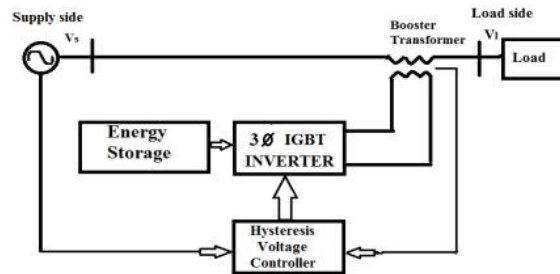 Supply side
Vs
Booster
Transformer
Load side
Vl
Load
Energy
Storage
3Ø IGBT
INVERTER
Hysteresis
Voltage
Controller